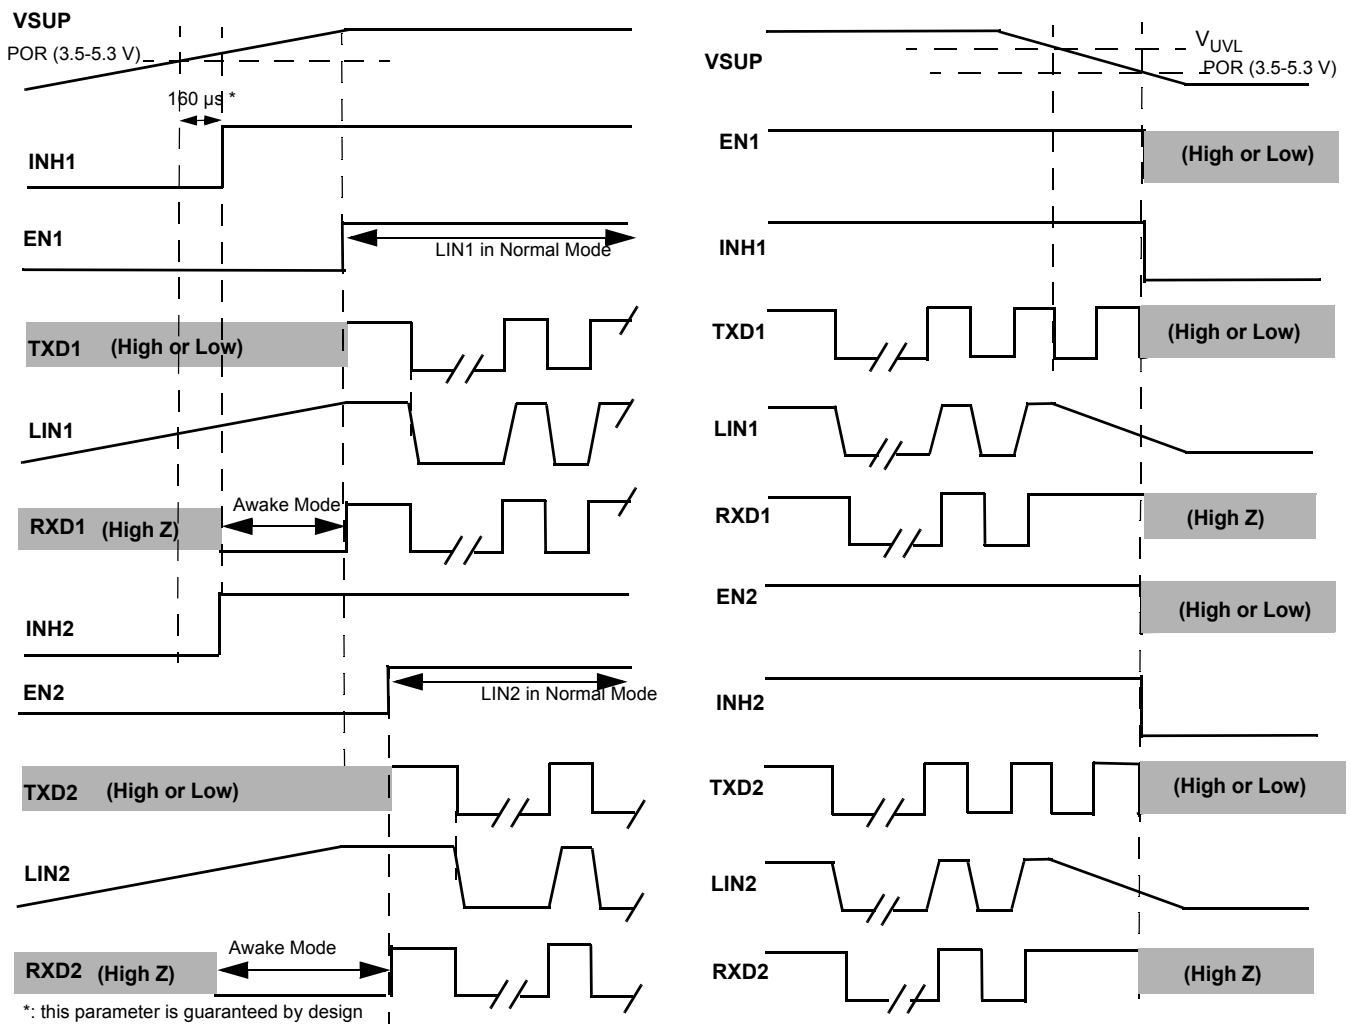 VSUP
POR (3.5-5.3 V)
160 µs *
INH1
EN1
LIN1 in Normal Mode
TXD1 (High or Low)
LIN1
Awake Mode
RXD1 (High Z)
INH2
EN2
LIN2 in Normal Mode
TXD2 (High or Low)
LIN2
Awake Mode
RXD2 (High Z)
*: this parameter is guaranteed by design
VUVL
VSUP
POR (3.5-5.3 V)
EN1
(High or Low)
INH1
TXD1
(High or Low)
LIN1
RXD1
(High Z)
EN2
(High or Low)
INH2
TXD2
(High or Low)
LIN2
RXD2
(High Z)